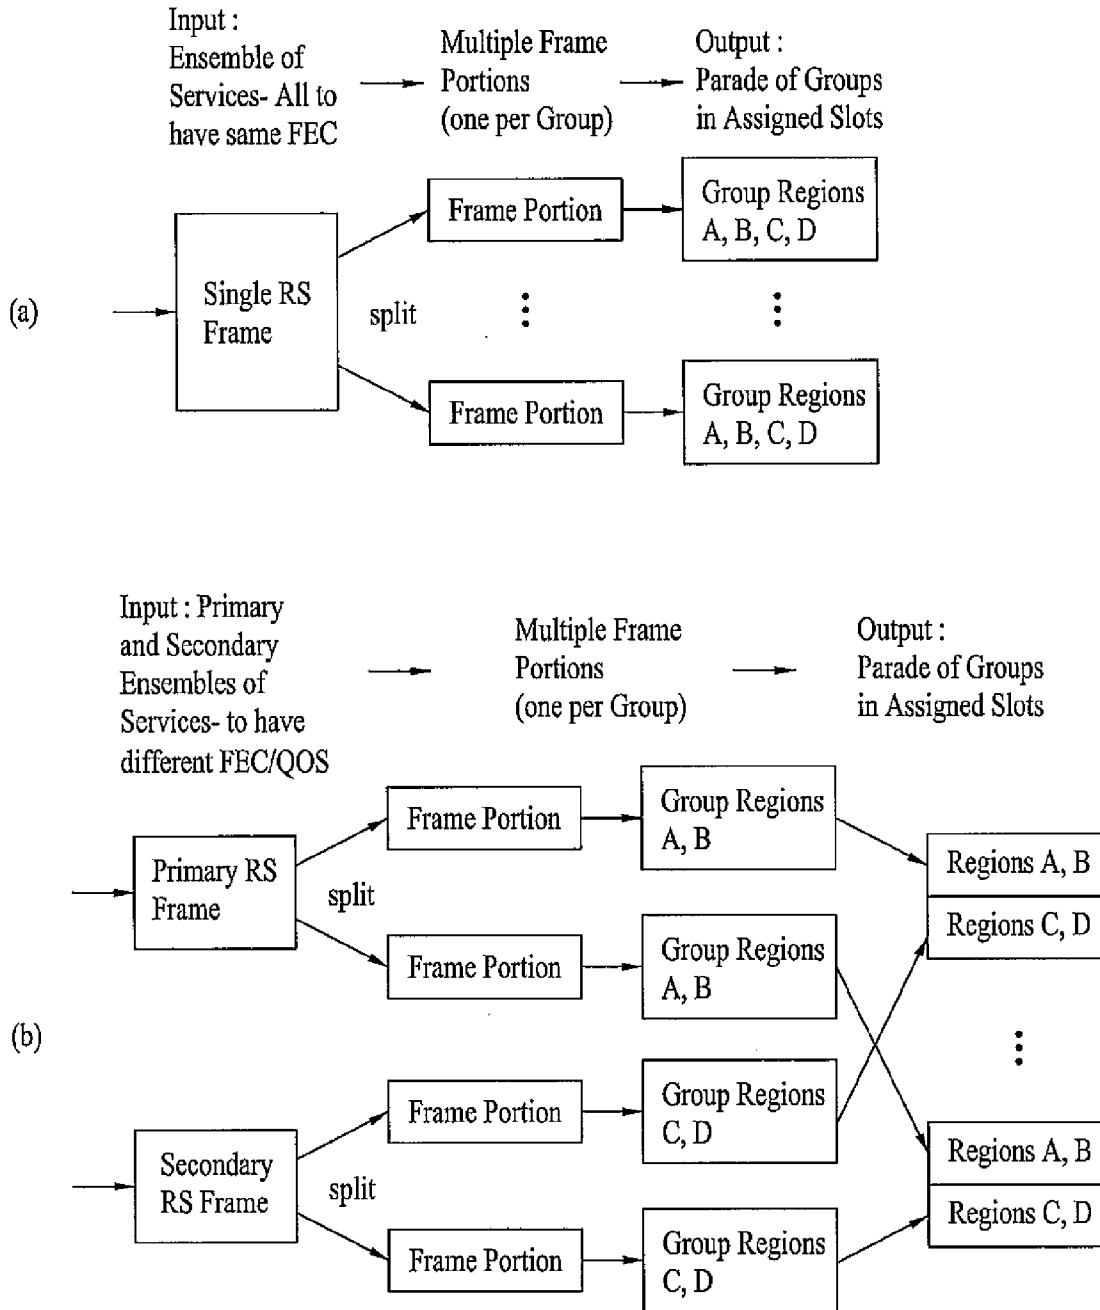 Input :
Ensemble of
Services- All to
have same FEC
Multiple Frame
Portions
(one per Group)
Output :
Parade of Groups
in Assigned Slots
(a)
Single RS
Frame
split
Frame Portion
Group Regions
A, B, C, D
Frame Portion
Group Regions
A, B, C, D
Input : Primary
and Secondary
Ensembles of
Services- to have
different FEC/QOS
Multiple Frame
Portions
(one per Group)
Output :
Parade of Groups
in Assigned Slots
(b)
Primary RS
Frame
split
Frame Portion
Group Regions
A, B
Frame Portion
Group Regions
A, B
Secondary
RS Frame
split
Frame Portion
Group Regions
C, D
Frame Portion
Group Regions
C, D
Regions A, B
Regions C, D
Regions A, B
Regions C, D